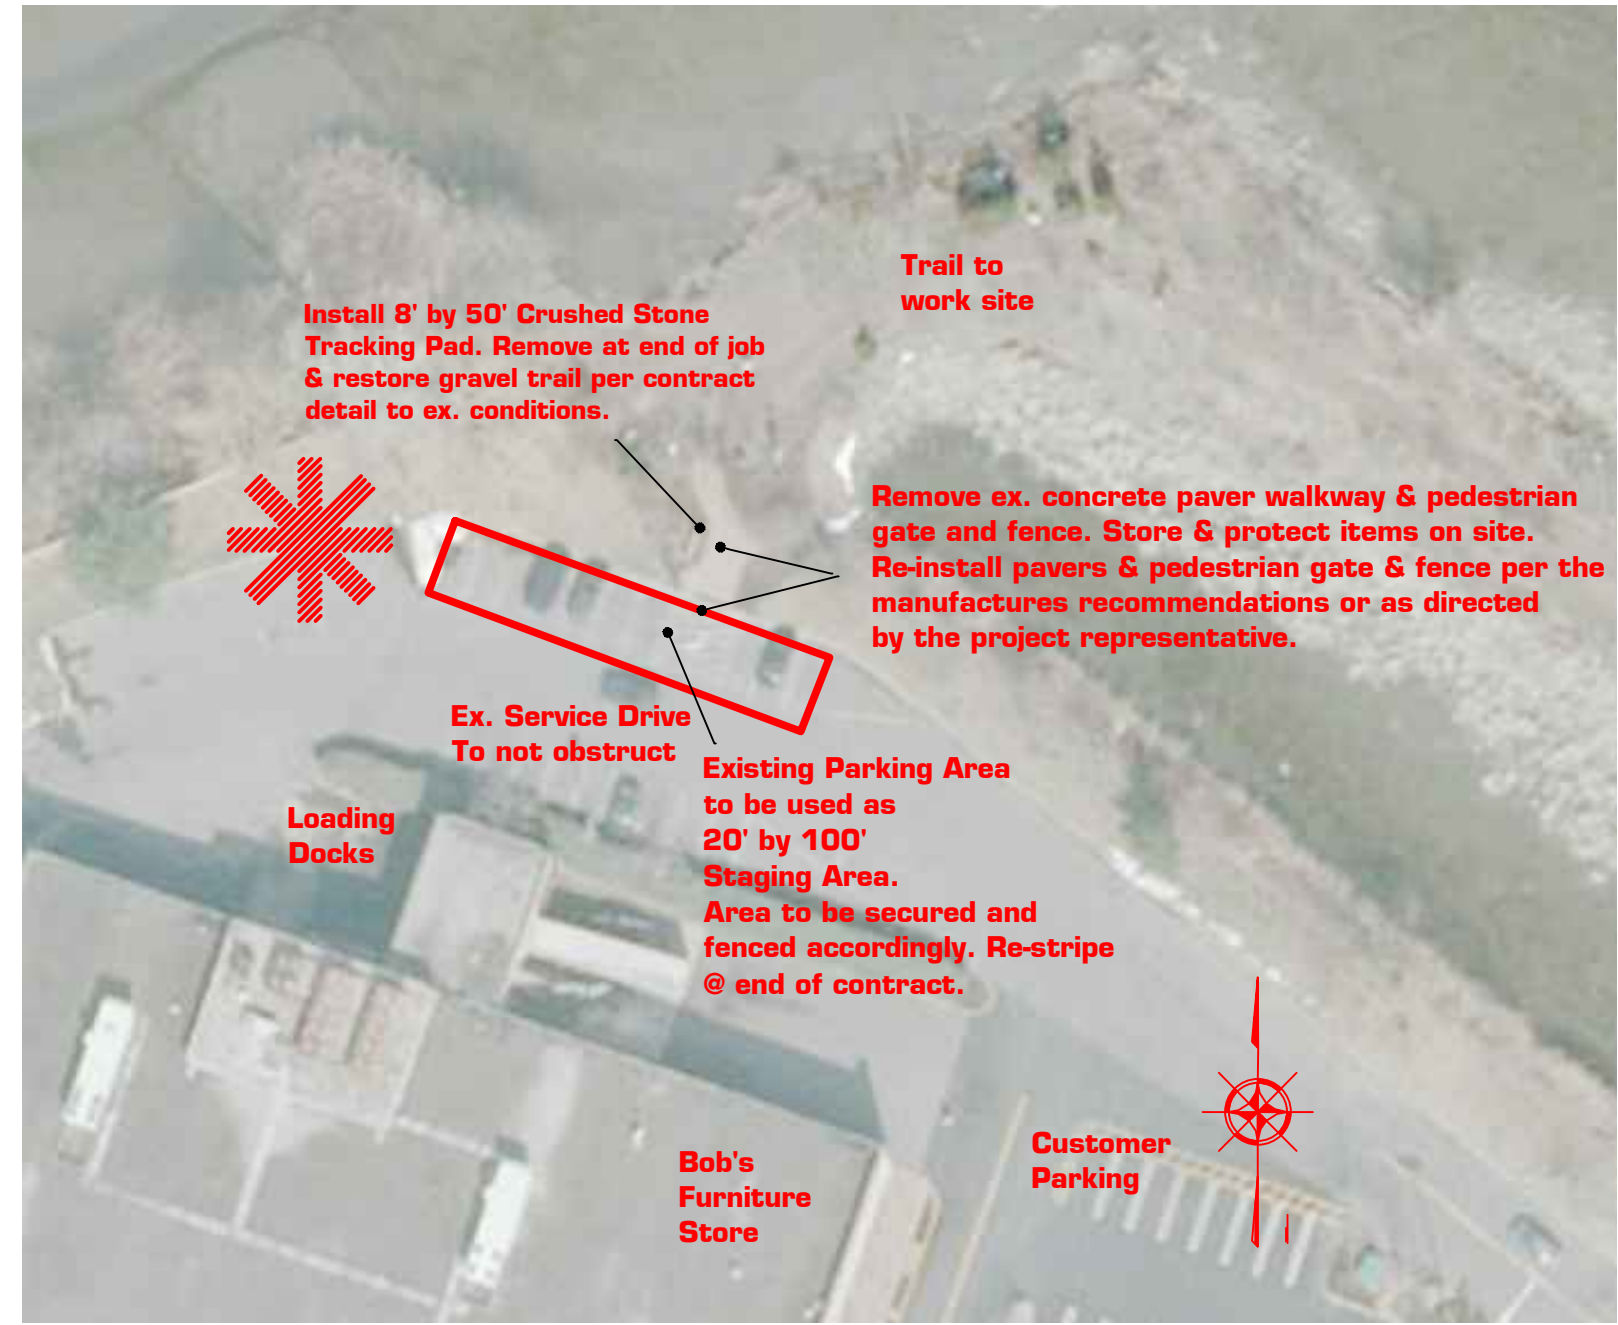 Trail to
work site
Install 8' by 50' Crushed Stone
Tracking Pad. Remove at end of job
& restore gravel trail per contract
detail to ex. conditions.
Remove ex. concrete paver walkway & pedestrian
gate and fence. Store & protect items on site.
Re-install pavers & pedestrian gate & fence per the
manufactures recommendations or as directed
by the project representative.
Ex. Service Drive
To not obstruct
Existing Parking Area
to be used as
20' by 100'
Staging Area.
Area to be secured and
fenced accordingly. Re-stripe
@ end of contract.
Loading
Docks
Customer
Parking
Bob's
Furniture
Store